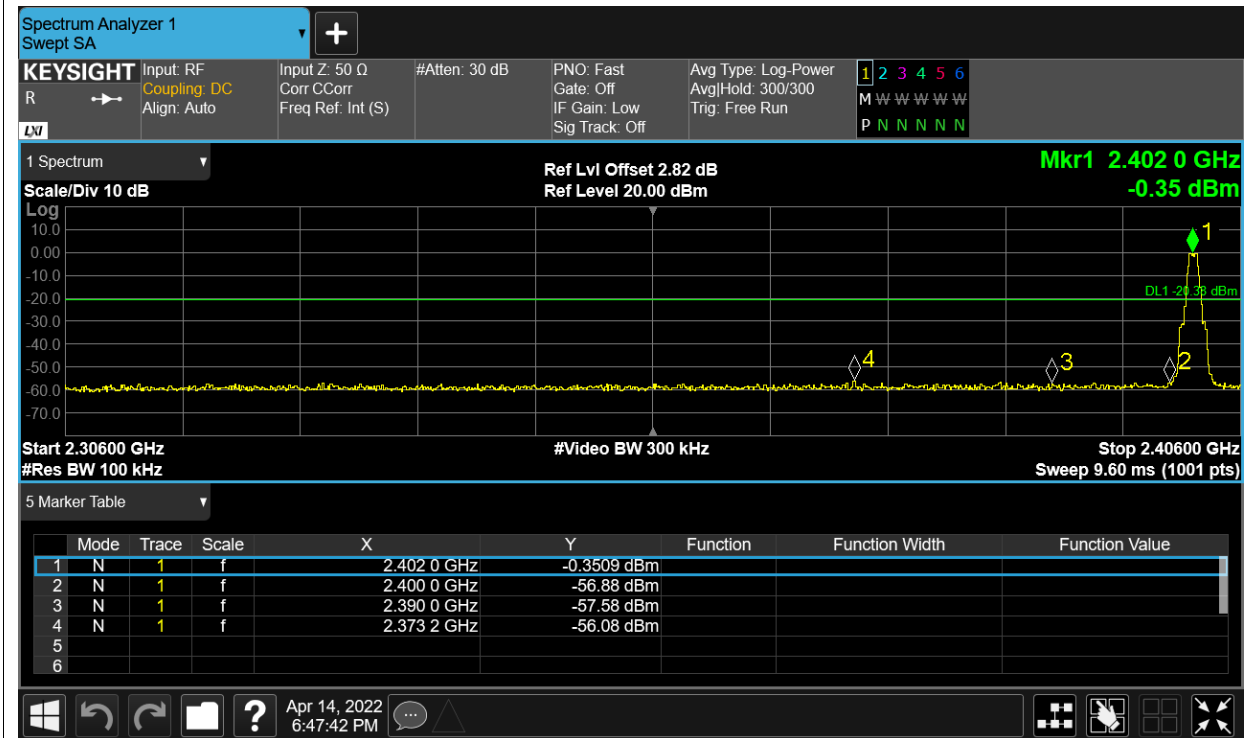 Spectrum Analyzer 1
Swept SA
KEYSIGHT
R
LXI
Input: RF
Coupling: DC
Align: Auto
Input Z: 50 Ω
Corr CCorr
Freq Ref: Int (S)
#Atten: 30 dB
PNO: Fast
Gate: Off
IF Gain: Low
Sig Track: Off
Avg Type: Log-Power
Avg|Hold: 300/300
Trig: Free Run
1 2 3 4 5 6
M W W W W W
P N N N N N
1 Spectrum
Scale/Div 10 dB
Ref Lvl Offset 2.82 dB
Ref Level 20.00 dBm
Mkr1 2.402 0 GHz
-0.35 dBm
Log
10.0
0.00
-10.0
-20.0
-30.0
-40.0
-50.0
-60.0
-70.0
1
DL1 -20.38 dBm
4
3
2
Start 2.30600 GHz
#Video BW 300 kHz
Stop 2.40600 GHz
#Res BW 100 kHz
Sweep 9.60 ms (1001 pts)
5 Marker Table
Mode Trace Scale X Y Function Function Width Function Value
1 N 1 f 2.402 0 GHz -0.3509 dBm
2 N 1 f 2.400 0 GHz -56.88 dBm
3 N 1 f 2.390 0 GHz -57.58 dBm
4 N 1 f 2.373 2 GHz -56.08 dBm
5
6
?
Apr 14, 2022
6:47:42 PM